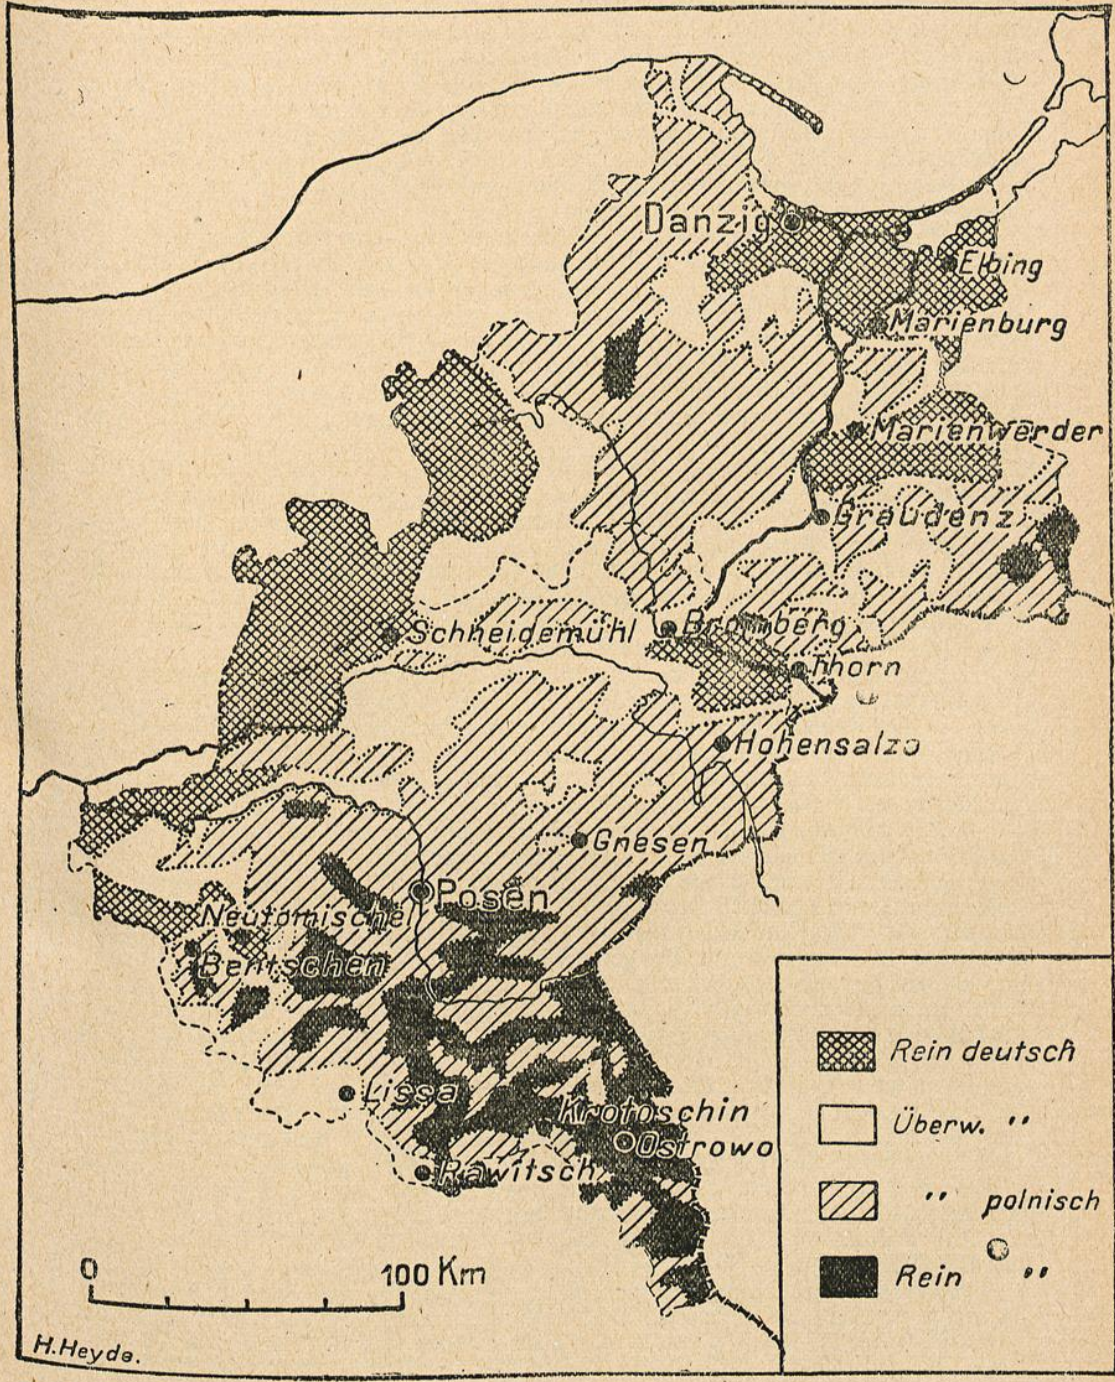 Danzig
Elbing
Marienburg
Marienwerder
Graudenz
Schneidemühl
Bromberg
Thorn
Hohensalza
Gnesen
Posen
Neutomischel
Bentschen
Lissa
Krotoschin
Ostrowo
Rawitsch
Rein deutsch
Überw. "
" polnisch
Rein "
0 100 Km
H.Heyde.